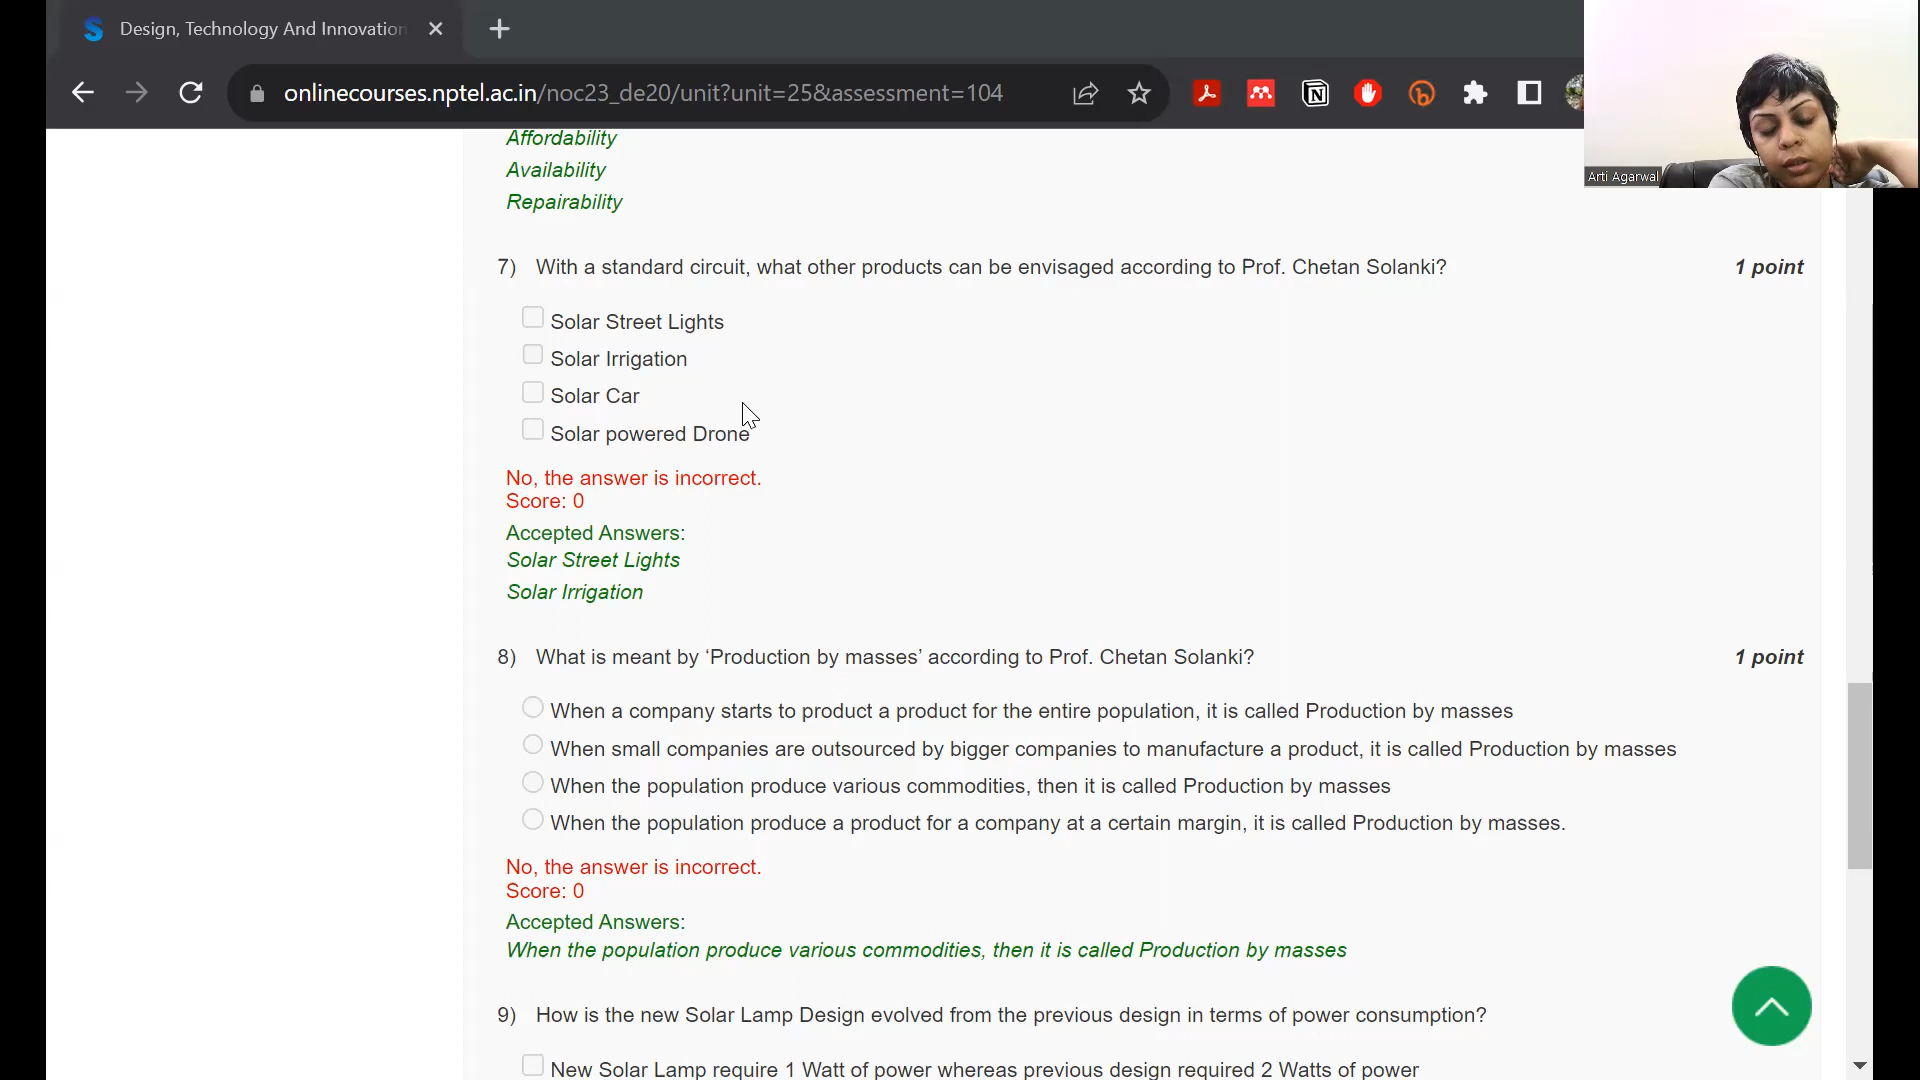 Design, Technology And Innovation
onlinecourses.nptel.ac.in/noc23_de20/unit?unit=25&assessment=104
Arti Agarwal
Affordability
Availability
Repairability
7) With a standard circuit, what other products can be envisaged according to Prof. Chetan Solanki? 1 point
Solar Street Lights
Solar Irrigation
Solar Car
Solar powered Drone
No, the answer is incorrect.
Score: 0
Accepted Answers:
Solar Street Lights
Solar Irrigation
8) What is meant by ‘Production by masses’ according to Prof. Chetan Solanki? 1 point
When a company starts to product a product for the entire population, it is called Production by masses
When small companies are outsourced by bigger companies to manufacture a product, it is called Production by masses
When the population produce various commodities, then it is called Production by masses
When the population produce a product for a company at a certain margin, it is called Production by masses.
No, the answer is incorrect.
Score: 0
Accepted Answers:
When the population produce various commodities, then it is called Production by masses
9) How is the new Solar Lamp Design evolved from the previous design in terms of power consumption?
New Solar Lamp require 1 Watt of power whereas previous design required 2 Watts of power